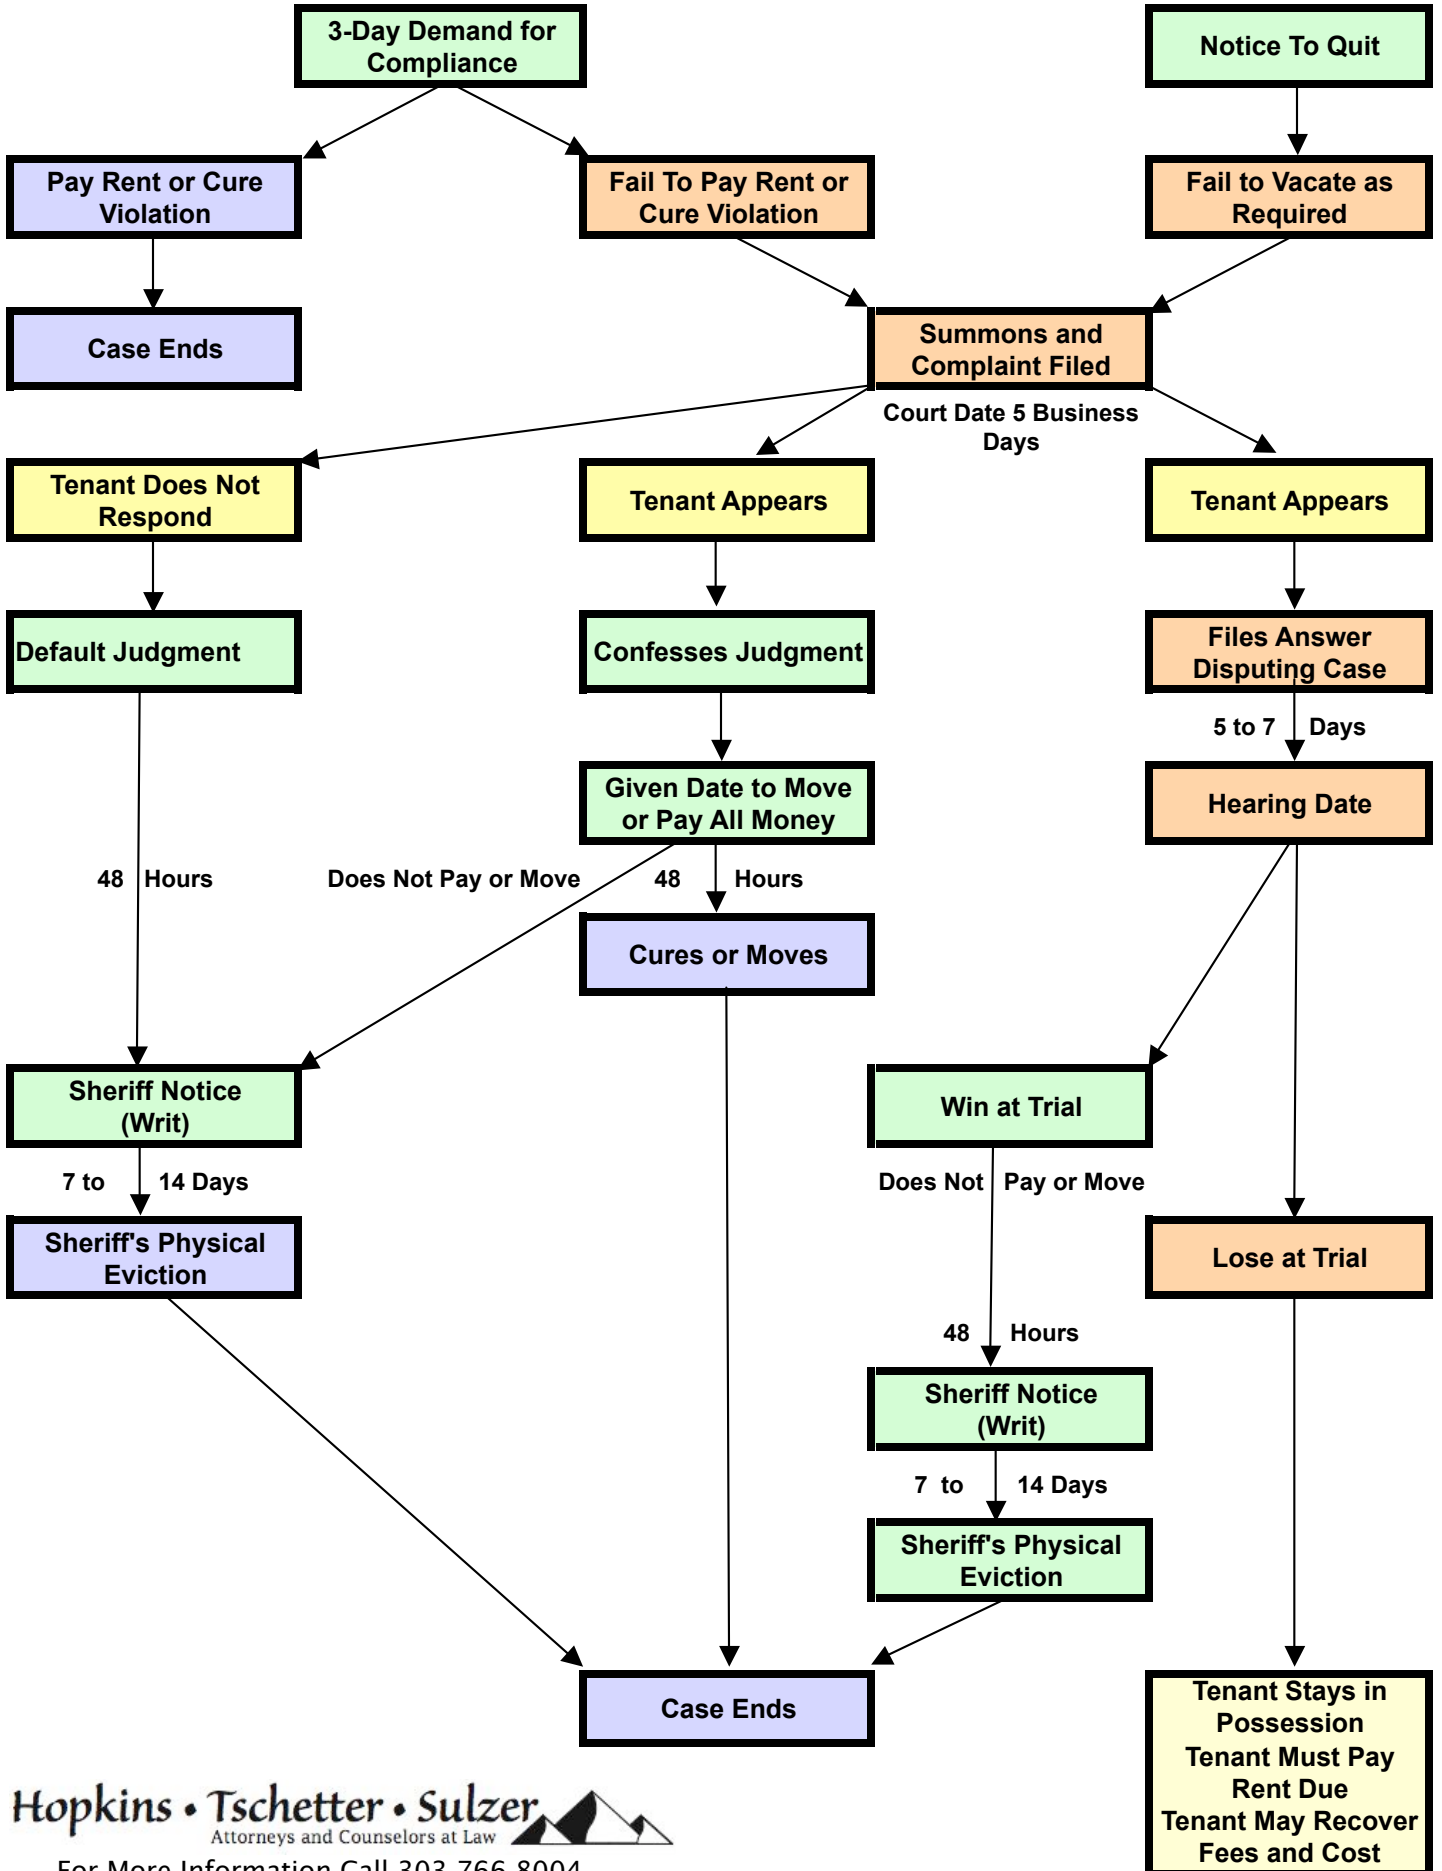 3-Day Demand for
Compliance
Notice To Quit
Pay Rent or Cure
Violation
Fail To Pay Rent or
Cure Violation
Fail to Vacate as
Required
Case Ends
Summons and
Complaint Filed
Court Date 5 Business
Days
Tenant Does Not
Respond
Tenant Appears
Tenant Appears
Default Judgment
Confesses Judgment
Files Answer
Disputing Case
5 to 7 Days
Given Date to Move
or Pay All Money
Hearing Date
48 Hours
Does Not Pay or Move
48 Hours
Cures or Moves
Sheriff Notice
(Writ)
Win at Trial
7 to 14 Days
Does Not Pay or Move
Sheriff's Physical
Eviction
Lose at Trial
48 Hours
Sheriff Notice
(Writ)
7 to 14 Days
Sheriff's Physical
Eviction
Case Ends
Tenant Stays in
Possession
Tenant Must Pay
Rent Due
Tenant May Recover
Fees and Cost
Hopkins • Tschetter • Sulzer
Attorneys and Counselors at Law
For More Information Call 303.766.8004